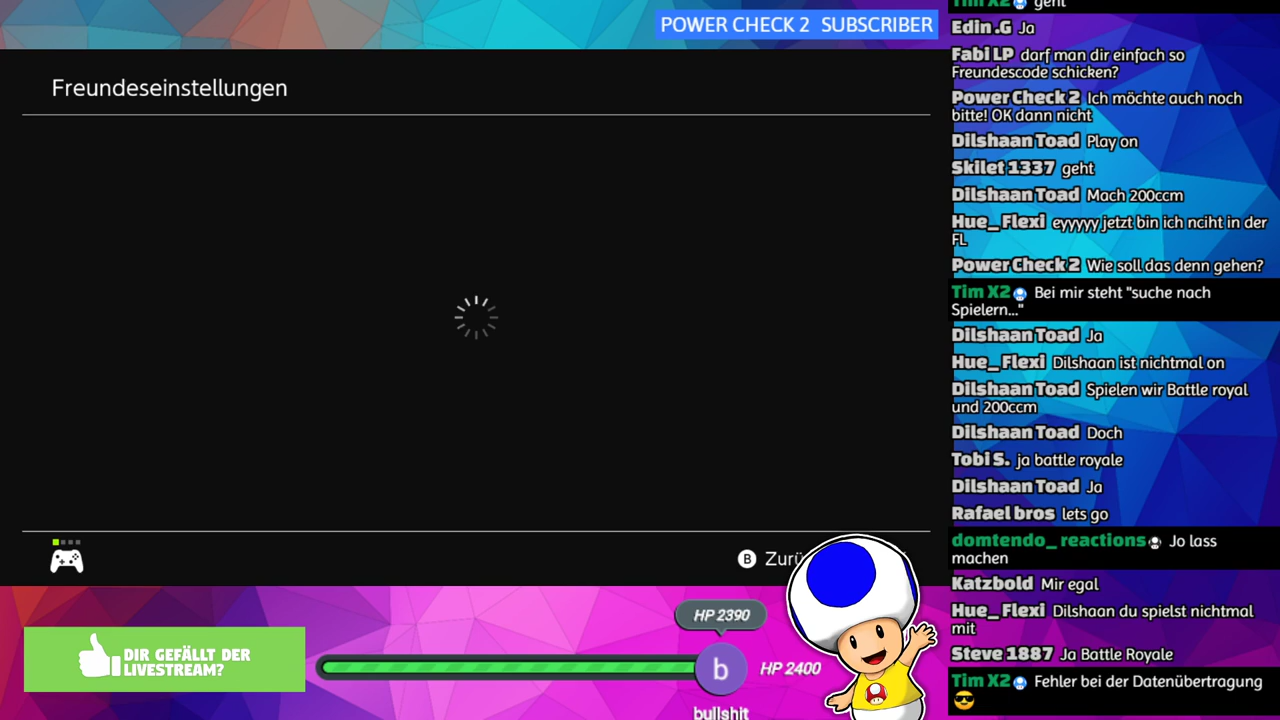 POWER CHECK 2 SUBSCRIBER
Freundeseinstellungen
B
DIR GEFÄLLT DER
LIVESTREAM?
HP 2390
b
HP 2400
bullshit
Tim X2 geht
Edin .G Ja
Fabi LP darf man dir einfach so
Freundescode schicken?
Power Check 2 Ich möchte auch noch
bitte! OK dann nicht
Dilshaan Toad Play on
Skilet 1337 geht
Dilshaan Toad Mach 200ccm
Hue_Flexi eyyyyy jetzt bin ich nciht in der
FL
Power Check 2 Wie soll das denn gehen?
Tim X2 Bei mir steht "suche nach
Spielern..."
Dilshaan Toad Ja
Hue_Flexi Dilshaan ist nichtmal on
Dilshaan Toad Spielen wir Battle royal
und 200ccm
Dilshaan Toad Doch
Tobi S. ja battle royale
Dilshaan Toad Ja
Rafael bros lets go
domtendo_reactions Jo lass
machen
Katzbold Mir egal
Hue_Flexi Dilshaan du spielst nichtmal
mit
Steve 1887 Ja Battle Royale
Tim X2 Fehler bei der Datenübertragung